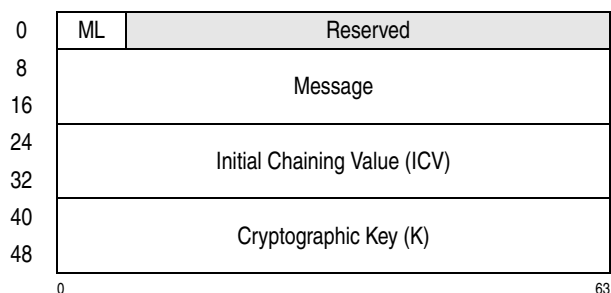 0 ML Reserved
8
Message
16
24
Initial Chaining Value (ICV)
32
40
Cryptographic Key (K)
48
0 63